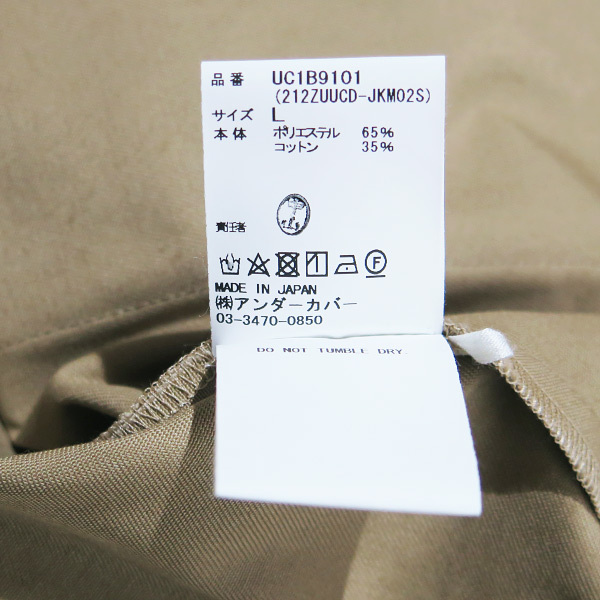 品番 UC1B9101
(212ZUUCD-JKM02S)
サイズ L
本体 ポリエステル 65%
コットン 35%
責任者
MADE IN JAPAN
㈱アンダーカバー
03-3470-0850
DO NOT TUMBLE DRY